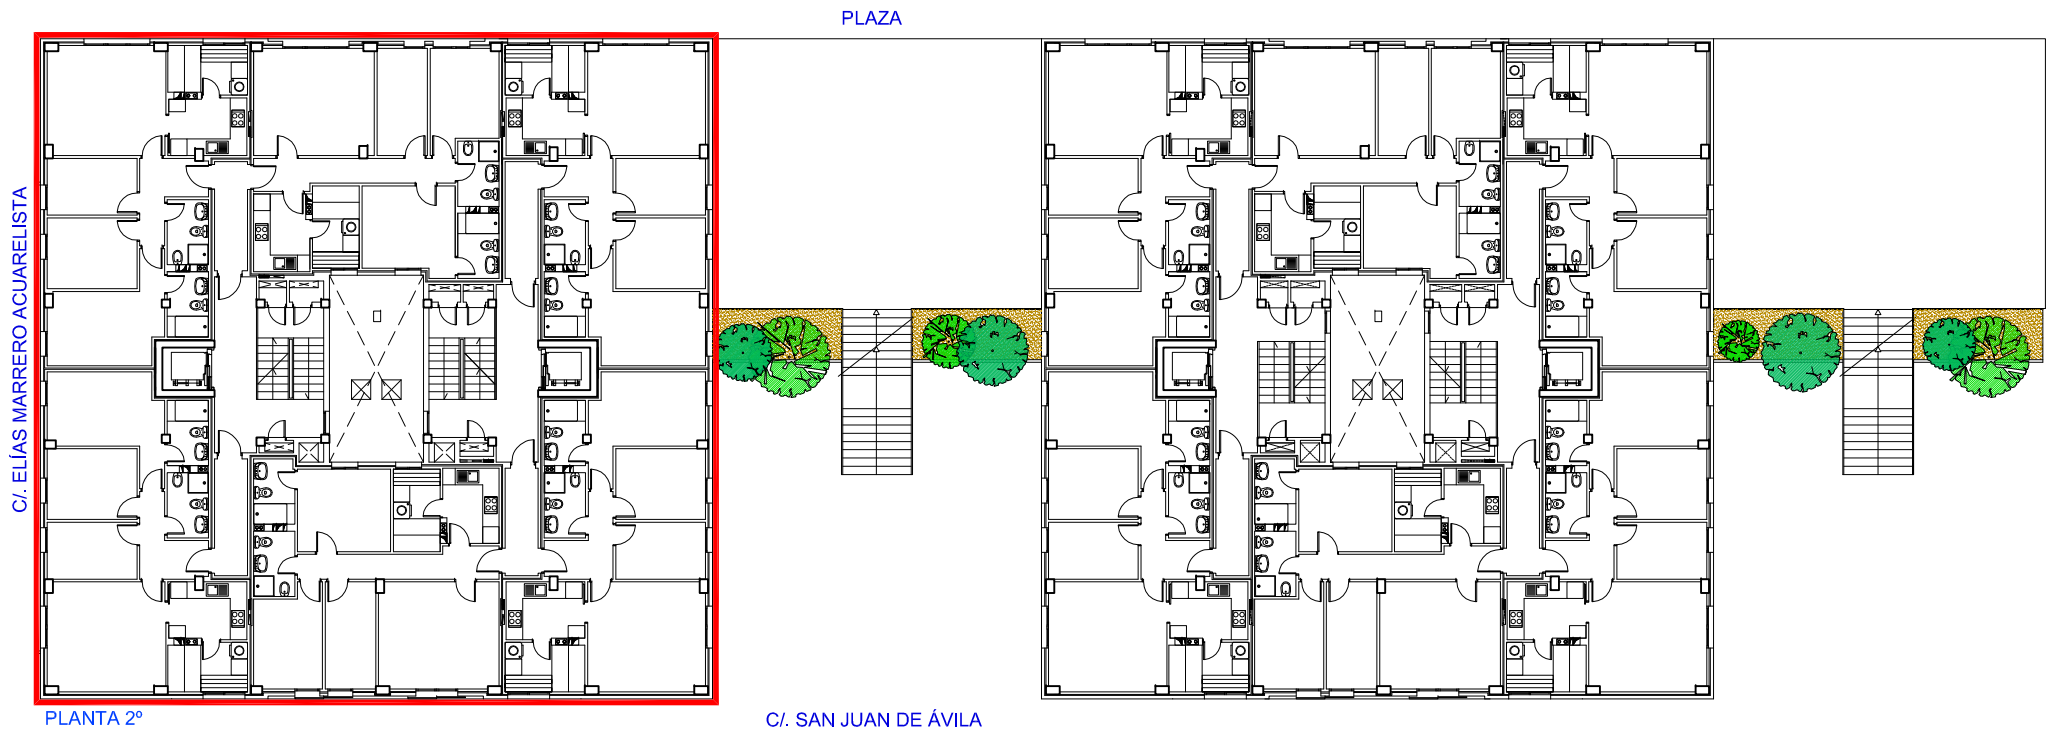 PLAZA
C/. ELÍAS MARRERO ACUARELISTA
PLANTA 2º
C/. SAN JUAN DE ÁVILA